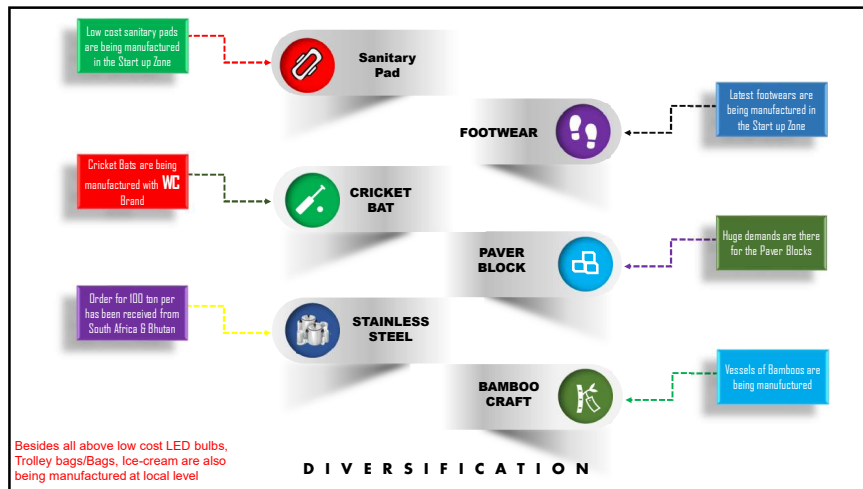 Low cost sanitary pads
are being manufactured
in the Start up Zone
Sanitary
Pad
Latest footwears are
being manufactured in
the Start up Zone
FOOTWEAR
Cricket Bats are being
manufactured with WC
Brand
CRICKET
BAT
Huge demands are there
for the Paver Blocks
PAVER
BLOCK
Order for 100 ton per
has been received from
South Africa & Bhutan
STAINLESS
STEEL
Vessels of Bamboos are
being manufuctured
BAMBOO
CRAFT
Besides all above low cost LED bulbs,
Trolley bags/Bags, Ice-cream are also
being manufactured at local level
DIVERSIFICATION